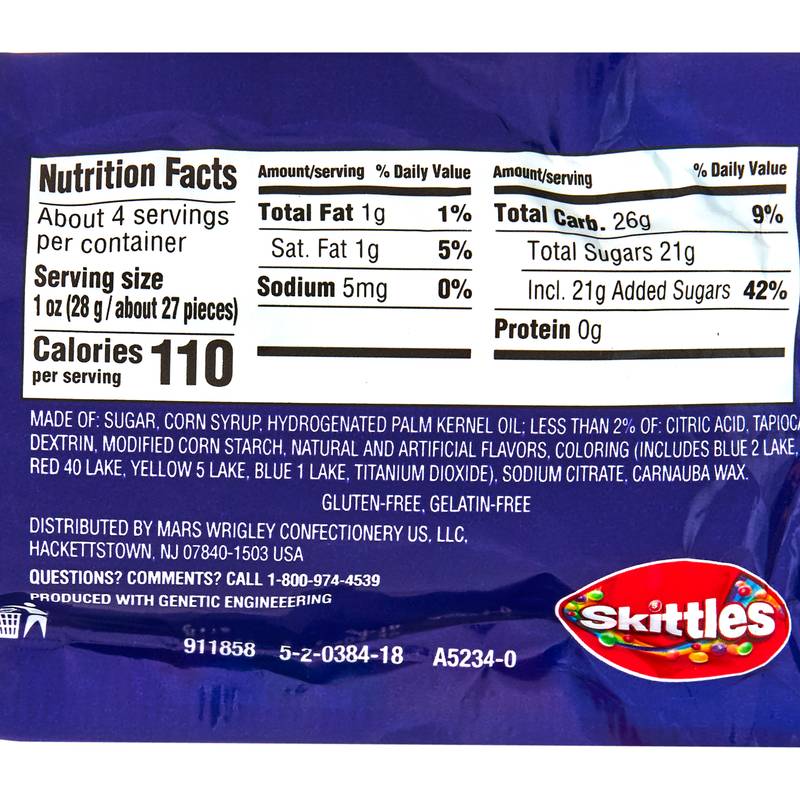 Nutrition Facts
About 4 servings
per container
Serving size
1 oz (28 g / about 27 pieces)
Calories 110
per serving
Amount/serving % Daily Value
Total Fat 1g 1%
Sat. Fat 1g 5%
Sodium 5mg 0%
Amount/serving % Daily Value
Total Carb. 26g 9%
Total Sugars 21g
Incl. 21g Added Sugars 42%
Protein 0g
MADE OF: SUGAR, CORN SYRUP, HYDROGENATED PALM KERNEL OIL; LESS THAN 2% OF: CITRIC ACID, TAPIOCA
DEXTRIN, MODIFIED CORN STARCH, NATURAL AND ARTIFICIAL FLAVORS, COLORING (INCLUDES BLUE 2 LAKE,
RED 40 LAKE, YELLOW 5 LAKE, BLUE 1 LAKE, TITANIUM DIOXIDE), SODIUM CITRATE, CARNAUBA WAX.
GLUTEN-FREE, GELATIN-FREE
DISTRIBUTED BY MARS WRIGLEY CONFECTIONERY US, LLC,
HACKETTSTOWN, NJ 07840-1503 USA
QUESTIONS? COMMENTS? CALL 1-800-974-4539
PRODUCED WITH GENETIC ENGINEEERING
911858 5-2-0384-18 A5234-0
Skittles